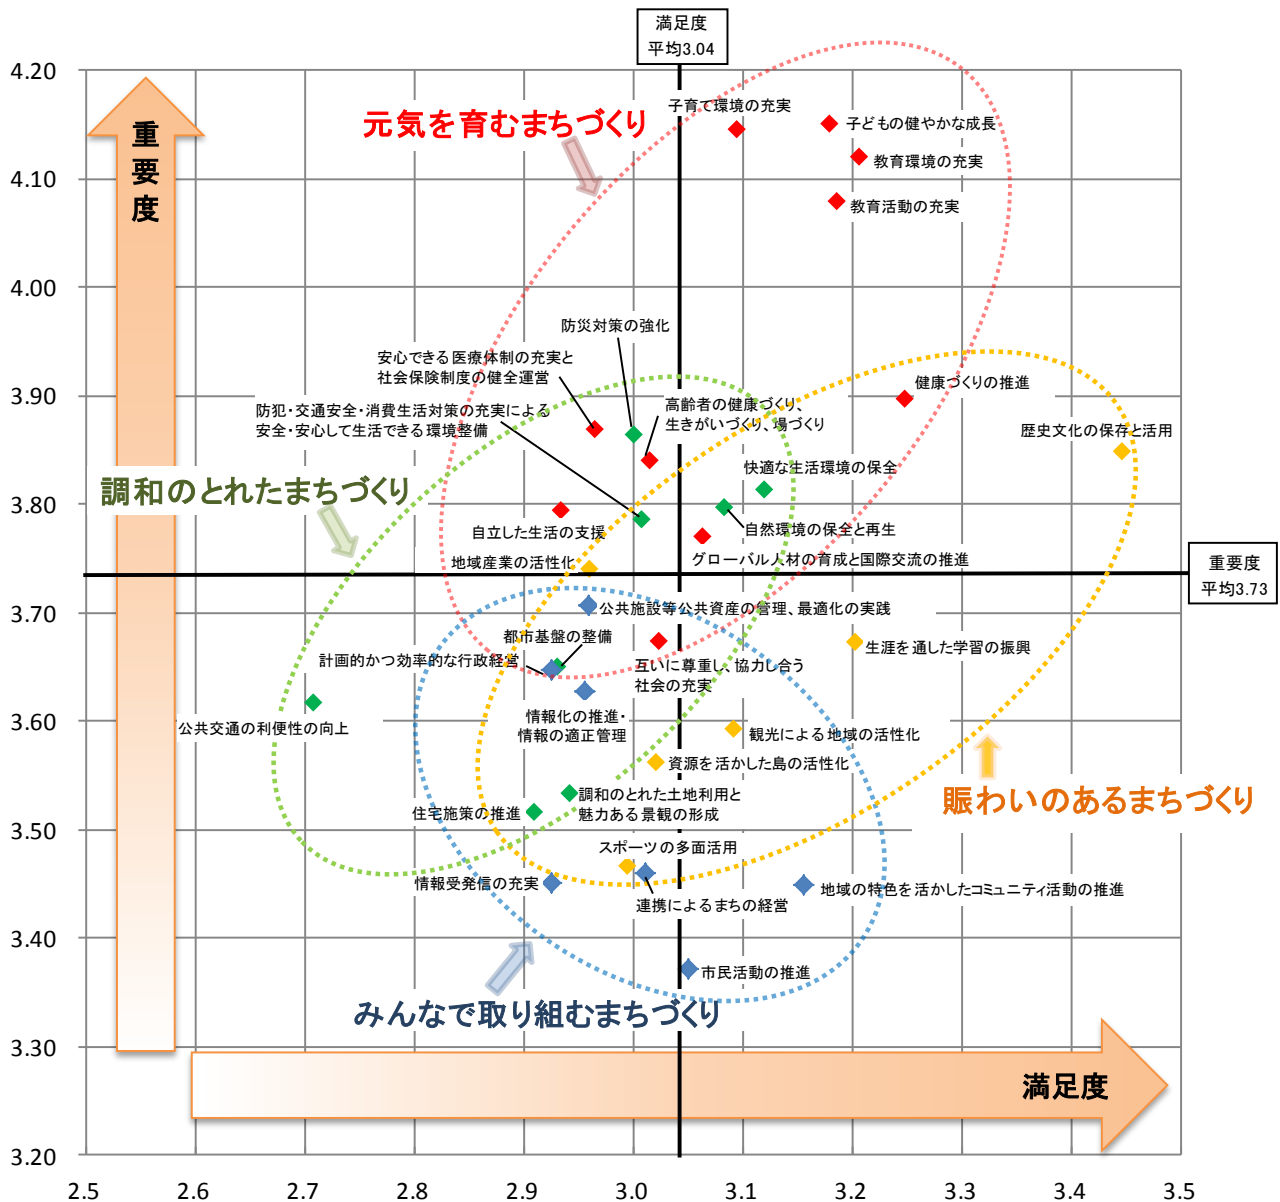 満足度
平均3.04
4.20
元気を育むまちづくり
子育て環境の充実
子どもの健やかな成長
教育環境の充実
教育活動の充実
重要度
4.10
4.00
防災対策の強化
安心できる医療体制の充実と
社会保険制度の健全運営
防犯・交通安全・消費生活対策の充実による
安全・安心して生活できる環境整備
高齢者の健康づくり、
生きがいづくり、場づくり
健康づくりの推進
歴史文化の保存と活用
3.90
調和のとれたまちづくり
快適な生活環境の保全
自然環境の保全と再生
3.80
自立した生活の支援
地域産業の活性化
グローバル人材の育成と国際交流の推進
重要度
平均3.73
3.70
公共施設等公共資産の管理、最適化の実践
都市基盤の整備
計画的かつ効率的な行政経営
互いに尊重し、協力し合う
社会の充実
生涯を通した学習の振興
3.60
公共交通の利便性の向上
情報化の推進・
情報の適正管理
観光による地域の活性化
資源を活かした島の活性化
賑わいのあるまちづくり
調和のとれた土地利用と
魅力ある景観の形成
住宅施策の推進
3.50
スポーツの多面活用
情報受発信の充実
連携によるまちの経営
地域の特色を活かしたコミュニティ活動の推進
3.40
市民活動の推進
みんなで取り組むまちづくり
3.30
満足度
3.20
2.5 2.6 2.7 2.8 2.9 3.0 3.1 3.2 3.3 3.4 3.5